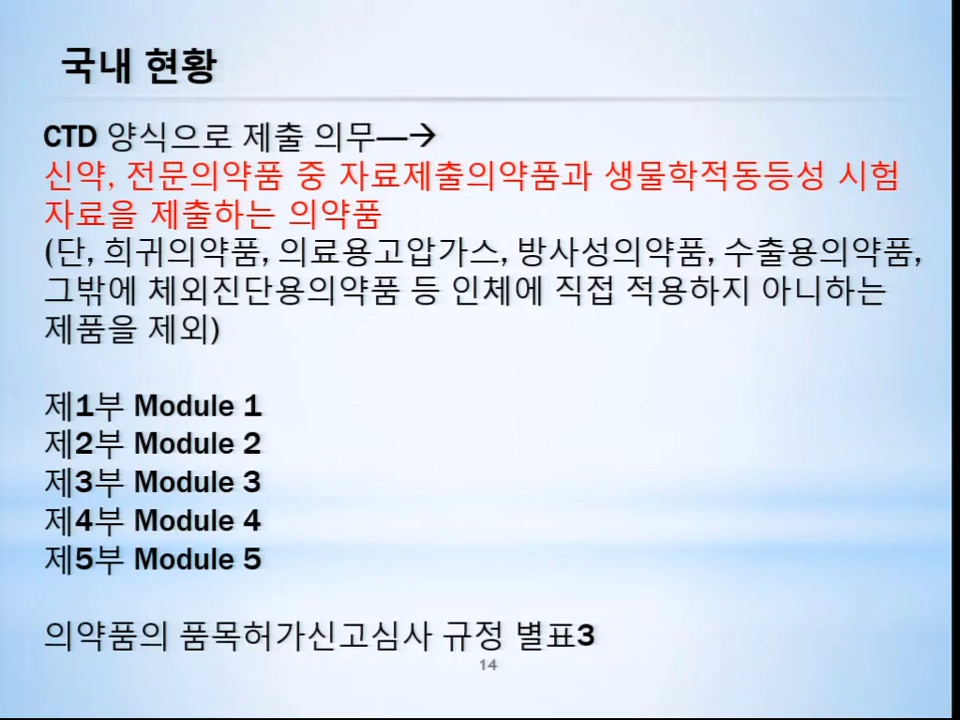 국내 현황
CTD 양식으로 제출 의무—→
신약, 전문의약품 중 자료제출의약품과 생물학적동등성 시험
자료을 제출하는 의약품
(단, 희귀의약품, 의료용고압가스, 방사성의약품, 수출용의약품,
그밖에 체외진단용의약품 등 인체에 직접 적용하지 아니하는
제품을 제외)
제1부 Module 1
제2부 Module 2
제3부 Module 3
제4부 Module 4
제5부 Module 5
의약품의 품목허가신고심사 규정 별표3
14